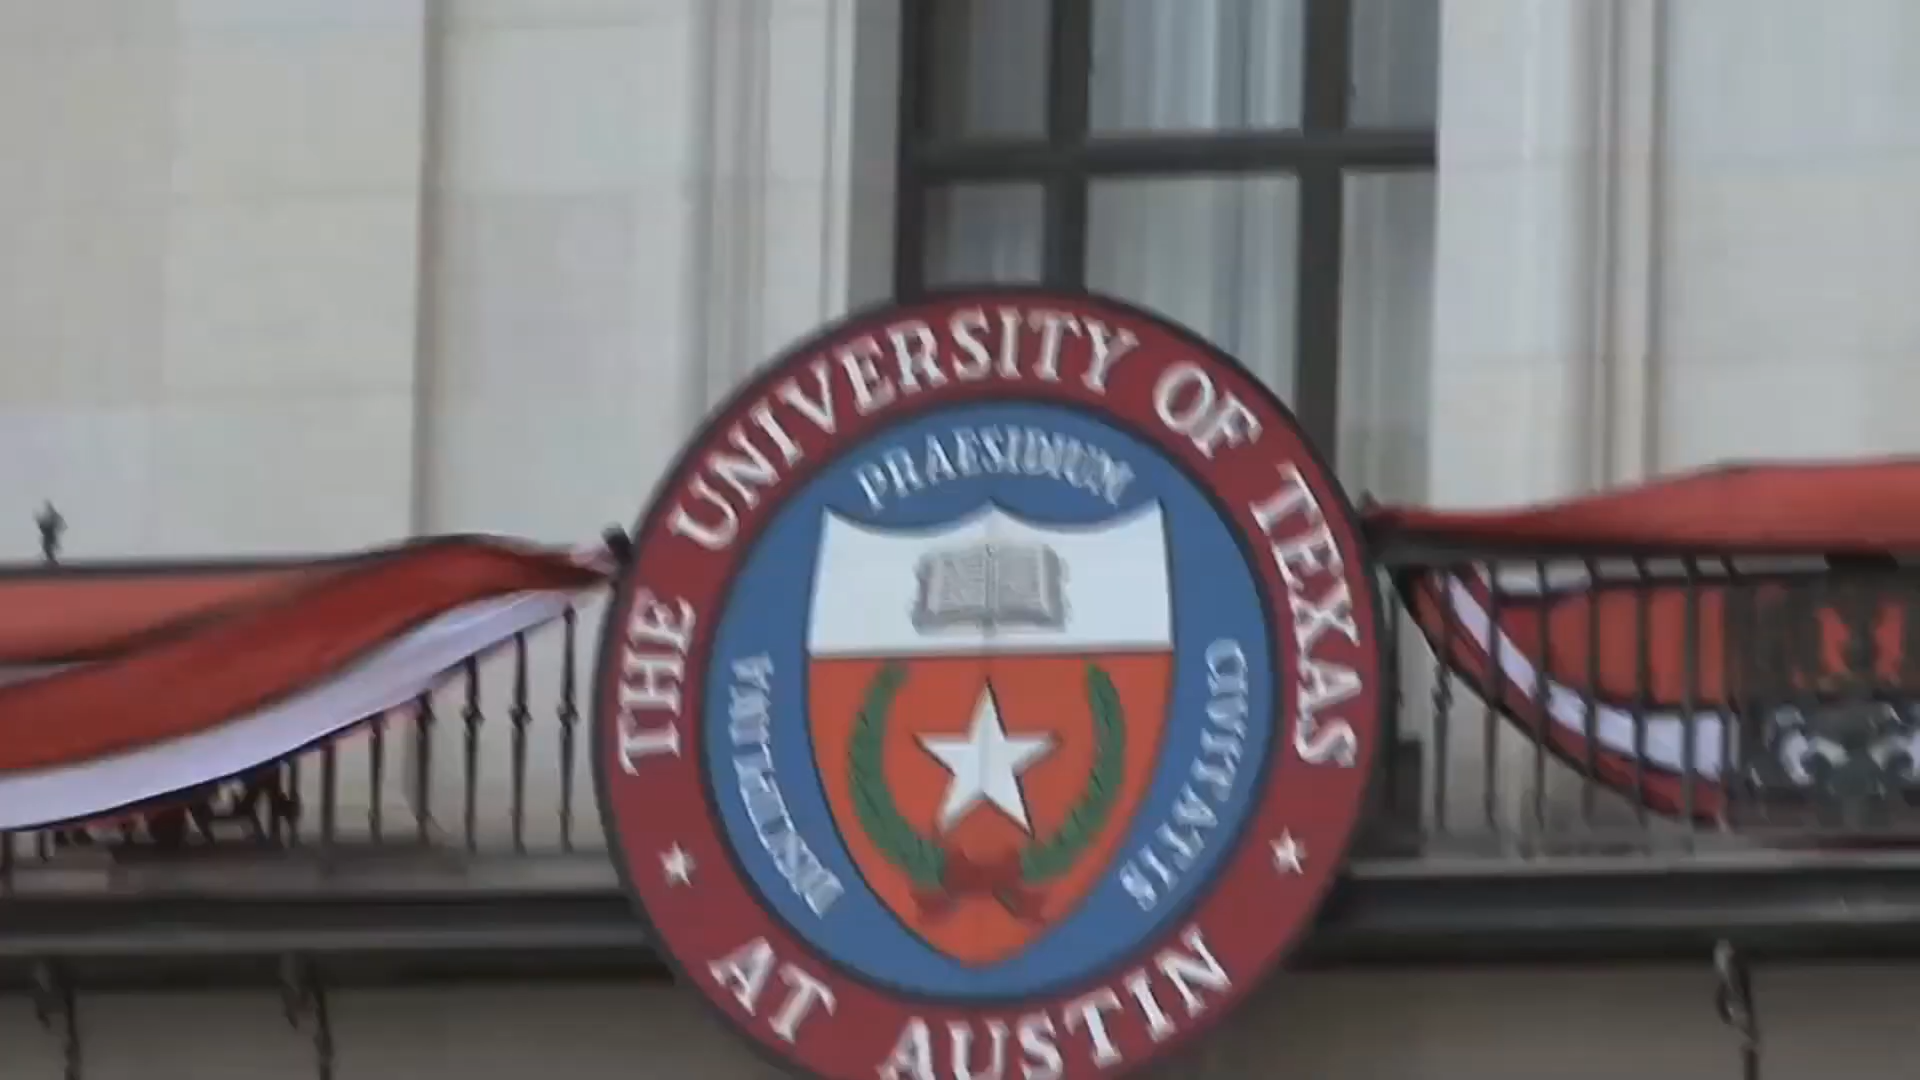 THE UNIVERSITY OF TEXAS
AT AUSTIN
DISCIPLINA
PRAESIDIUM
CIVITATIS